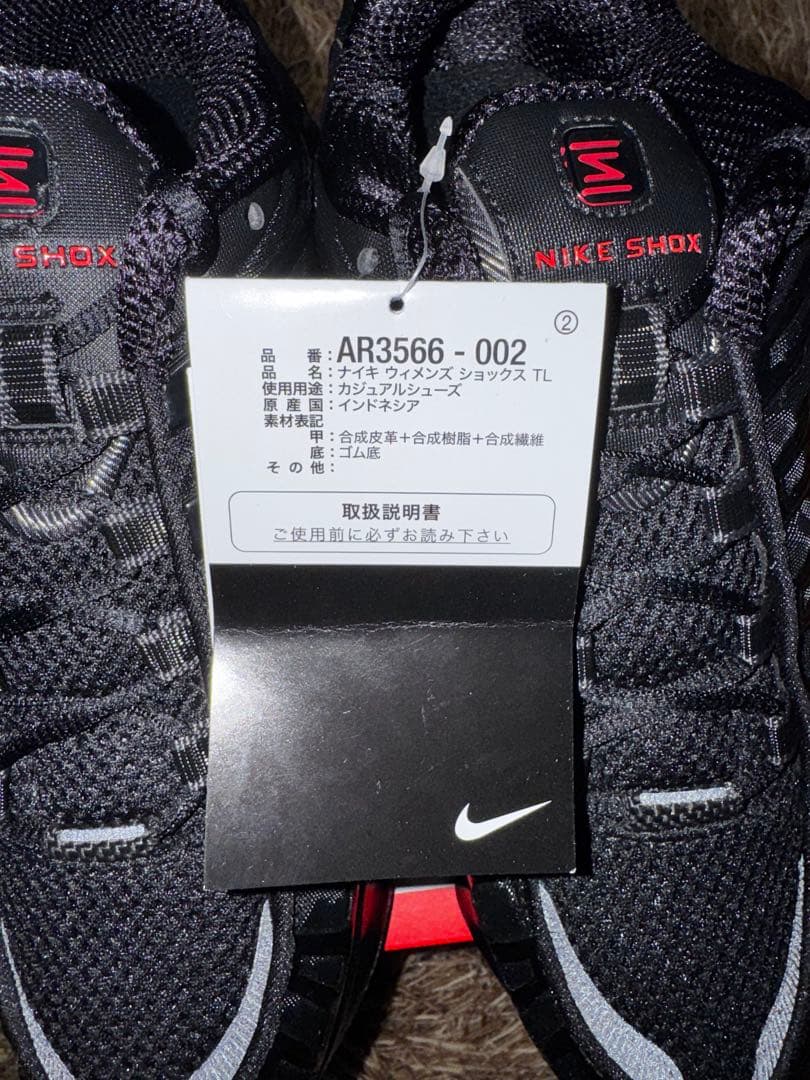 SHOX
NIKE SHOX
②
品 番：AR3566 - 002
品 名：ナイキ ウィメンズ ショックス TL
使用用途：カジュアルシューズ
原 産 国：インドネシア
素材表記
甲：合成皮革＋合成樹脂＋合成繊維
底：ゴム底
そ の 他：
取扱説明書
ご使用前に必ずお読み下さい